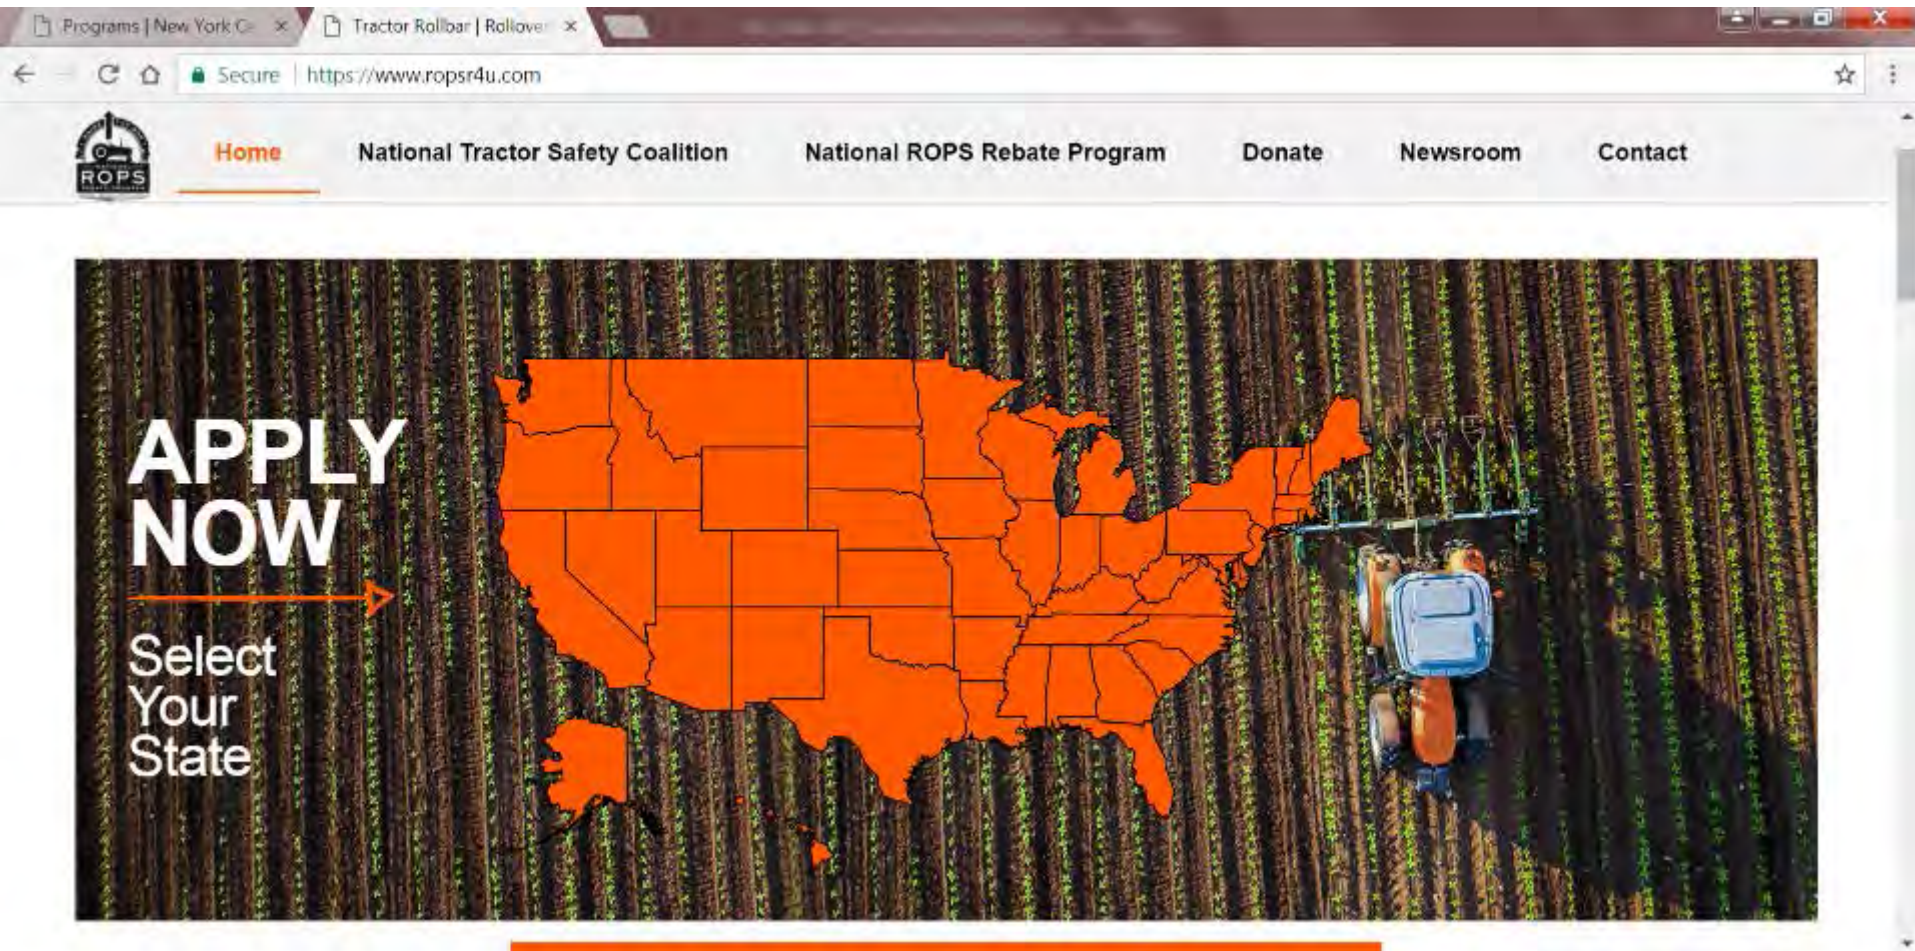 Programs | New York Ce
Tractor Rollbar | Rollover
Secure
https://www.ropsr4u.com
ROPS
Home
National Tractor Safety Coalition
National ROPS Rebate Program
Donate
Newsroom
Contact
APPLY
NOW
Select
Your
State